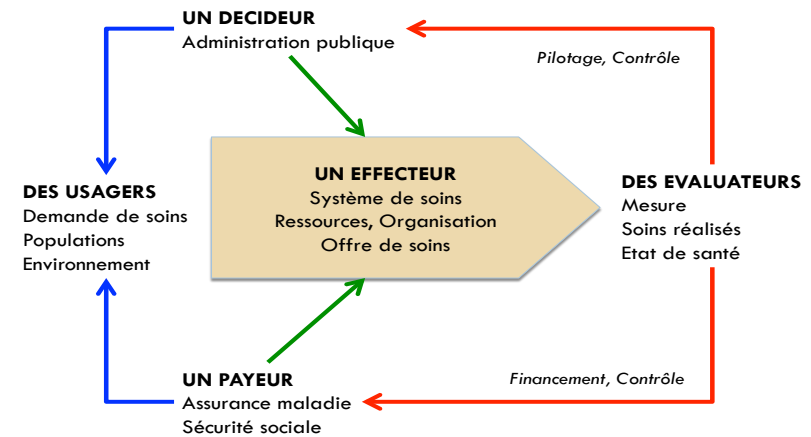 UN DECIDEUR
Administration publique
Pilotage, Contrôle
UN EFFECTEUR
Système de soins
Ressources, Organisation
Offre de soins
DES USAGERS
Demande de soins
Populations
Environnement
DES EVALUATEURS
Mesure
Soins réalisés
Etat de santé
UN PAYEUR
Assurance maladie
Sécurité sociale
Financement, Contrôle